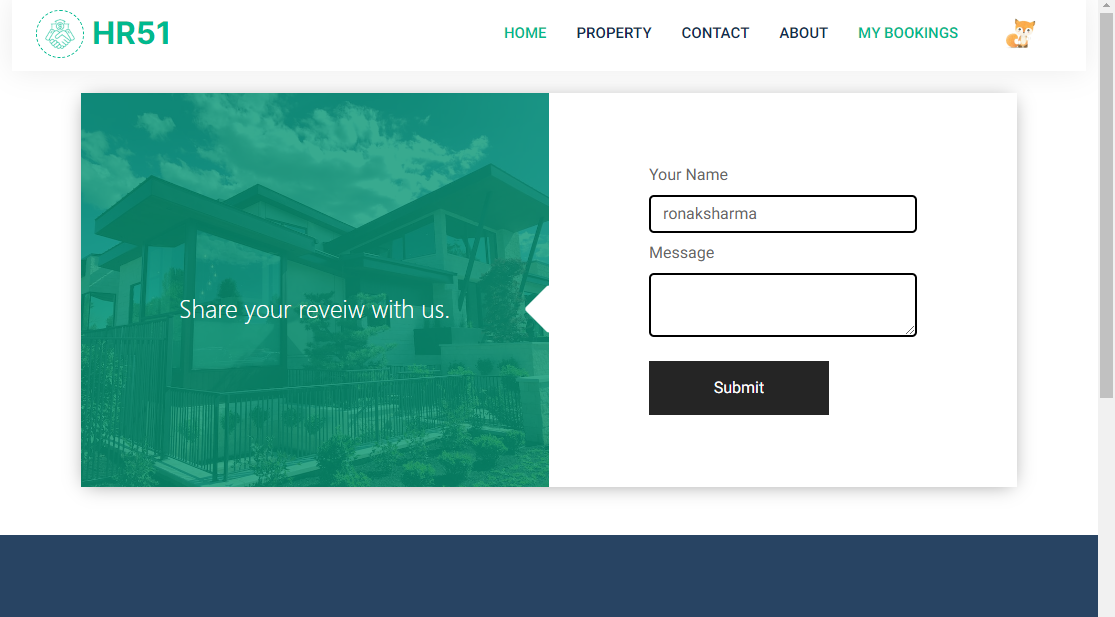 HR51
HOME PROPERTY CONTACT ABOUT MY BOOKINGS
Share your reveiw with us.
Your Name
ronaksharma
Message
Submit